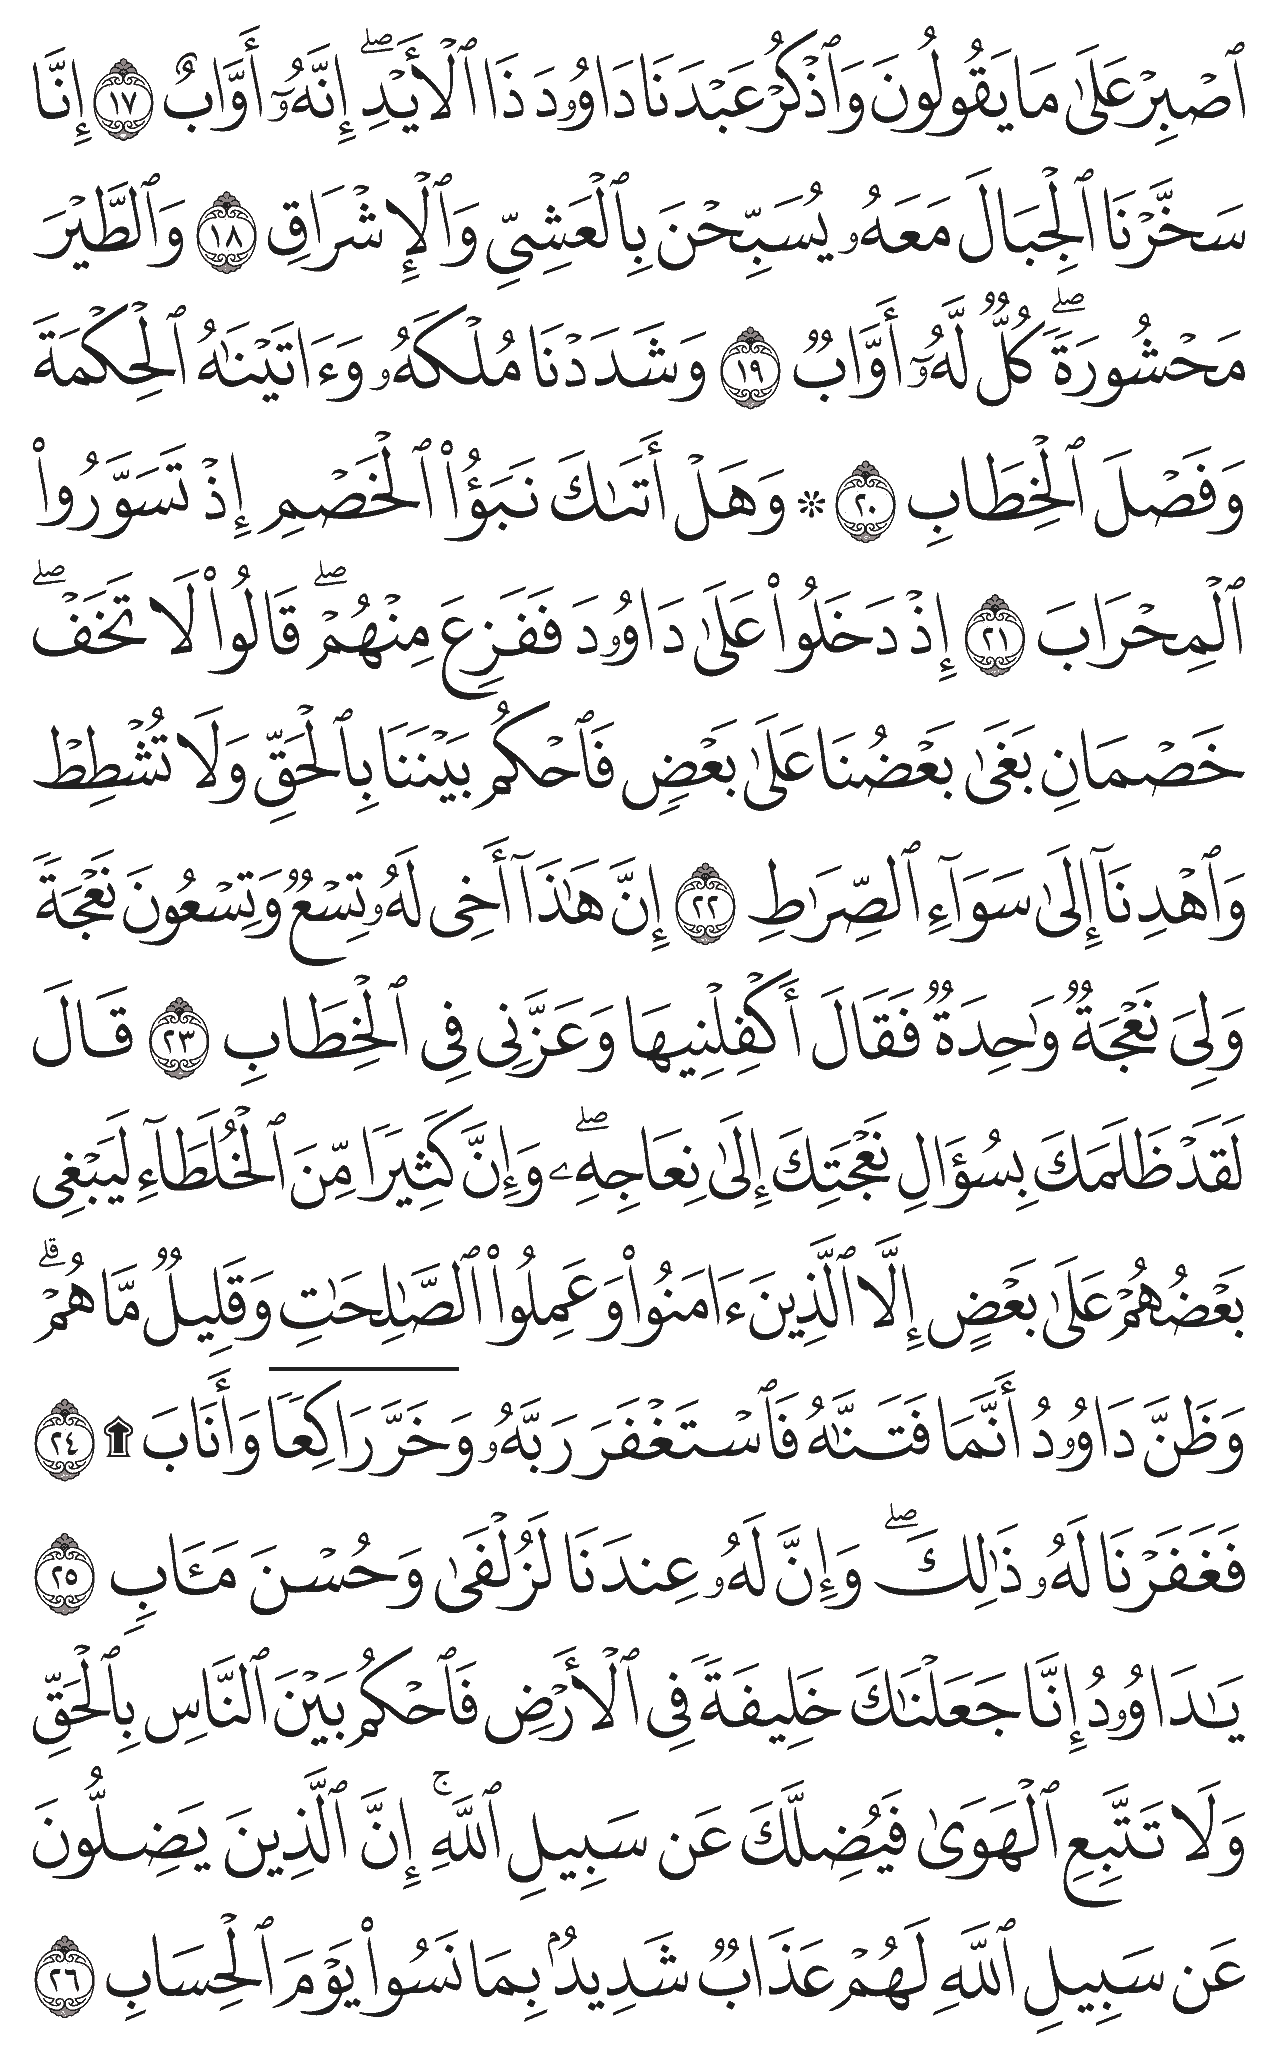 ٱصۡبِرۡ عَلَىٰ مَا يَقُولُونَ وَٱذۡكُرۡ عَبۡدَنَا دَاوُۥدَ ذَا ٱلۡأَيۡدِۖ إِنَّهُۥٓ أَوَّابٌ ١٧ إِنَّا
سَخَّرۡنَا ٱلۡجِبَالَ مَعَهُۥ يُسَبِّحۡنَ بِٱلۡعَشِيِّ وَٱلۡإِشۡرَاقِ ١٨ وَٱلطَّيۡرَ
مَحۡشُورَةٗۖ كُلّٞ لَّهُۥٓ أَوَّابٞ ١٩ وَشَدَدۡنَا مُلۡكَهُۥ وَءَاتَيۡنَٰهُ ٱلۡحِكۡمَةَ
وَفَصۡلَ ٱلۡخِطَابِ ٢٠ ۞ وَهَلۡ أَتَىٰكَ نَبَؤُاْ ٱلۡخَصۡمِ إِذۡ تَسَوَّرُواْ
ٱلۡمِحۡرَابَ ٢١ إِذۡ دَخَلُواْ عَلَىٰ دَاوُۥدَ فَفَزِعَ مِنۡهُمۡۖ قَالُواْ لَا تَخَفۡۖ
خَصۡمَانِ بَغَىٰ بَعۡضُنَا عَلَىٰ بَعۡضٖ فَٱحۡكُم بَيۡنَنَا بِٱلۡحَقِّ وَلَا تُشۡطِطۡ
وَٱهۡدِنَآ إِلَىٰ سَوَآءِ ٱلصِّرَٰطِ ٢٢ إِنَّ هَٰذَآ أَخِي لَهُۥ تِسۡعٞ وَتِسۡعُونَ نَعۡجَةٗ
وَلِيَ نَعۡجَةٞ وَٰحِدَةٞ فَقَالَ أَكۡفِلۡنِيهَا وَعَزَّنِي فِي ٱلۡخِطَابِ ٢٣ قَالَ
لَقَدۡ ظَلَمَكَ بِسُؤَالِ نَعۡجَتِكَ إِلَىٰ نِعَاجِهِۦۖ وَإِنَّ كَثِيرٗا مِّنَ ٱلۡخُلَطَآءِ لَيَبۡغِي
بَعۡضُهُمۡ عَلَىٰ بَعۡضٍ إِلَّا ٱلَّذِينَ ءَامَنُواْ وَعَمِلُواْ ٱلصَّٰلِحَٰتِ وَقَلِيلٞ مَّا هُمۡۗ
وَظَنَّ دَاوُۥدُ أَنَّمَا فَتَنَّٰهُ فَٱسۡتَغۡفَرَ رَبَّهُۥ وَخَرَّۤ رَاكِعٗاۤ وَأَنَابَ ۩ ٢٤
فَغَفَرۡنَا لَهُۥ ذَٰلِكَۖ وَإِنَّ لَهُۥ عِندَنَا لَزُلۡفَىٰ وَحُسۡنَ مَـَٔابٖ ٢٥
يَٰدَاوُۥدُ إِنَّا جَعَلۡنَٰكَ خَلِيفَةٗ فِي ٱلۡأَرۡضِ فَٱحۡكُم بَيۡنَ ٱلنَّاسِ بِٱلۡحَقِّ
وَلَا تَتَّبِعِ ٱلۡهَوَىٰ فَيُضِلَّكَ عَن سَبِيلِ ٱللَّهِۚ إِنَّ ٱلَّذِينَ يَضِلُّونَ
عَن سَبِيلِ ٱللَّهِ لَهُمۡ عَذَابٞ شَدِيدُۢ بِمَا نَسُواْ يَوۡمَ ٱلۡحِسَابِ ٢٦